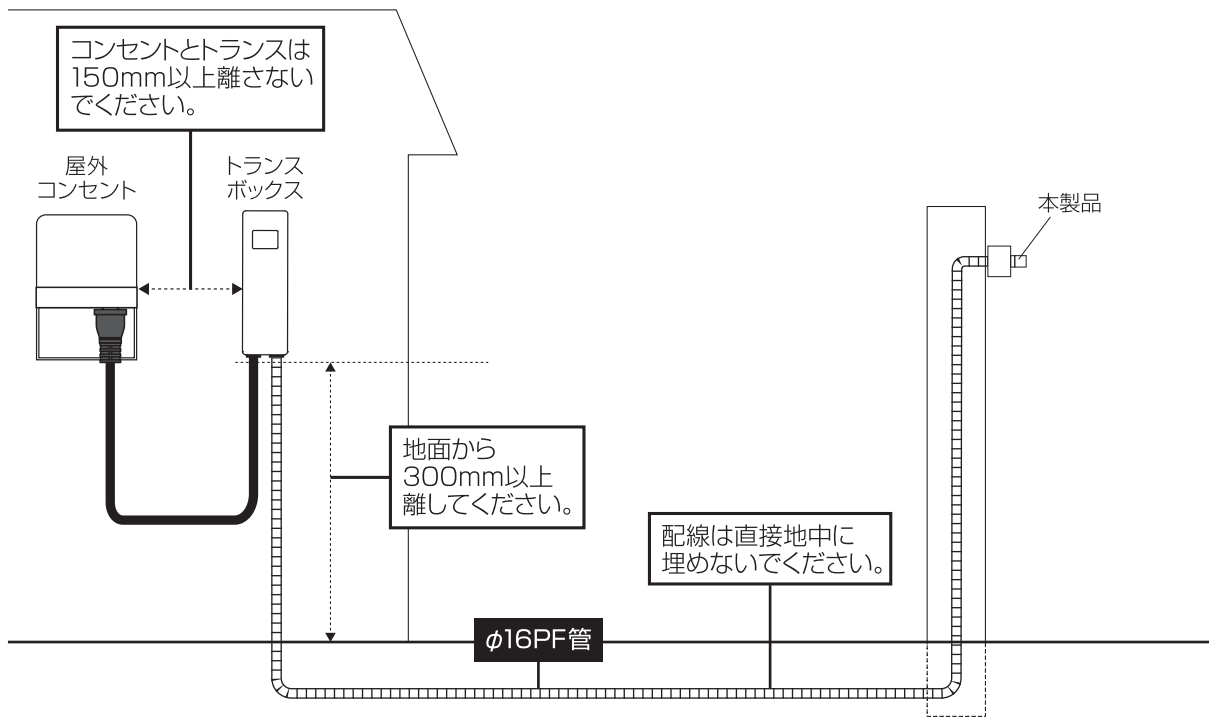 コンセントとトランスは
150mm以上離さない
でください。
屋外
コンセント
トランス
ボックス
本製品
地面から
300mm以上
離してください。
配線は直接地中に
埋めないでください。
φ16PF管